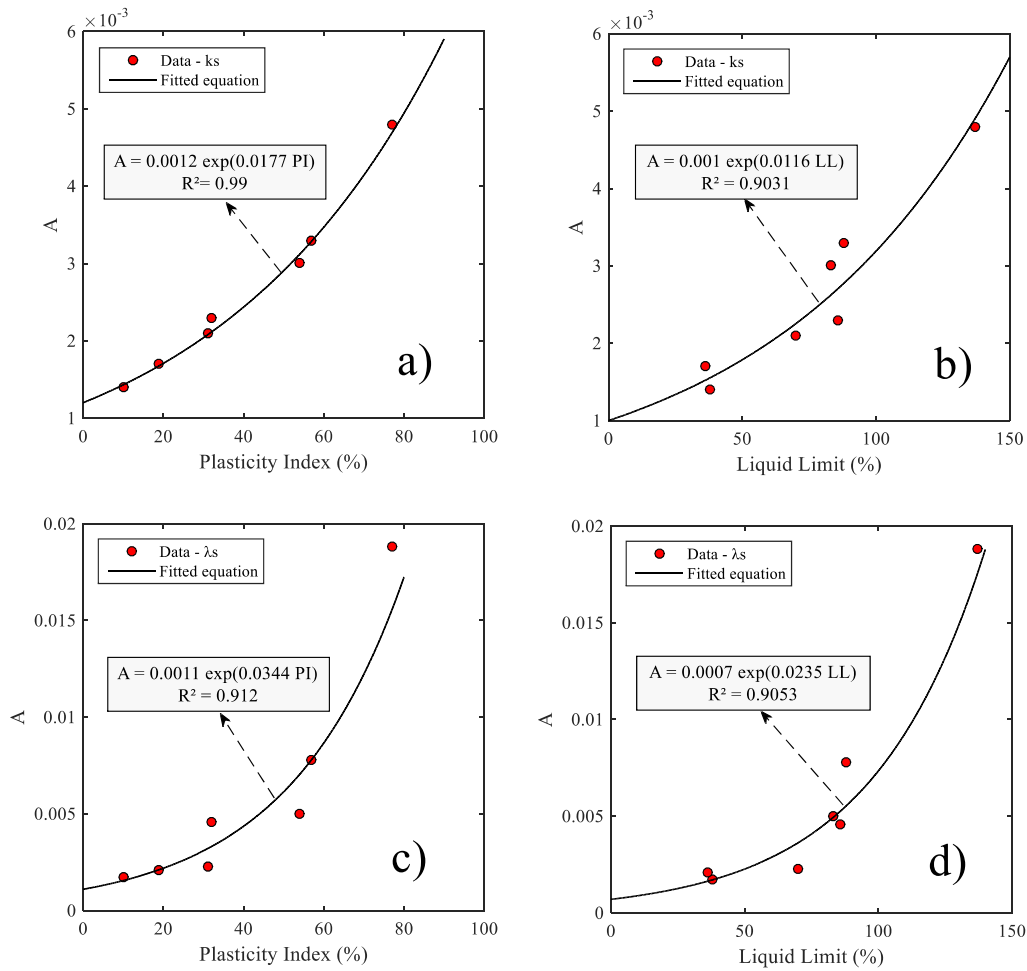 ×10⁻³
6
5
4
3
2
1
A
Data - ks
Fitted equation
A = 0.0012 exp(0.0177 PI)
R²= 0.99
a)
0 20 40 60 80 100
Plasticity Index (%)
×10⁻³
6
5
4
3
2
1
A
Data - ks
Fitted equation
A = 0.001 exp(0.0116 LL)
R² = 0.9031
b)
0 50 100 150
Liquid Limit (%)
0.02
0.015
0.01
0.005
0
A
Data - λs
Fitted equation
A = 0.0011 exp(0.0344 PI)
R² = 0.912
c)
0 20 40 60 80 100
Plasticity Index (%)
0.02
0.015
0.01
0.005
0
A
Data - λs
Fitted equation
A = 0.0007 exp(0.0235 LL)
R² = 0.9053
d)
0 50 100 150
Liquid Limit (%)